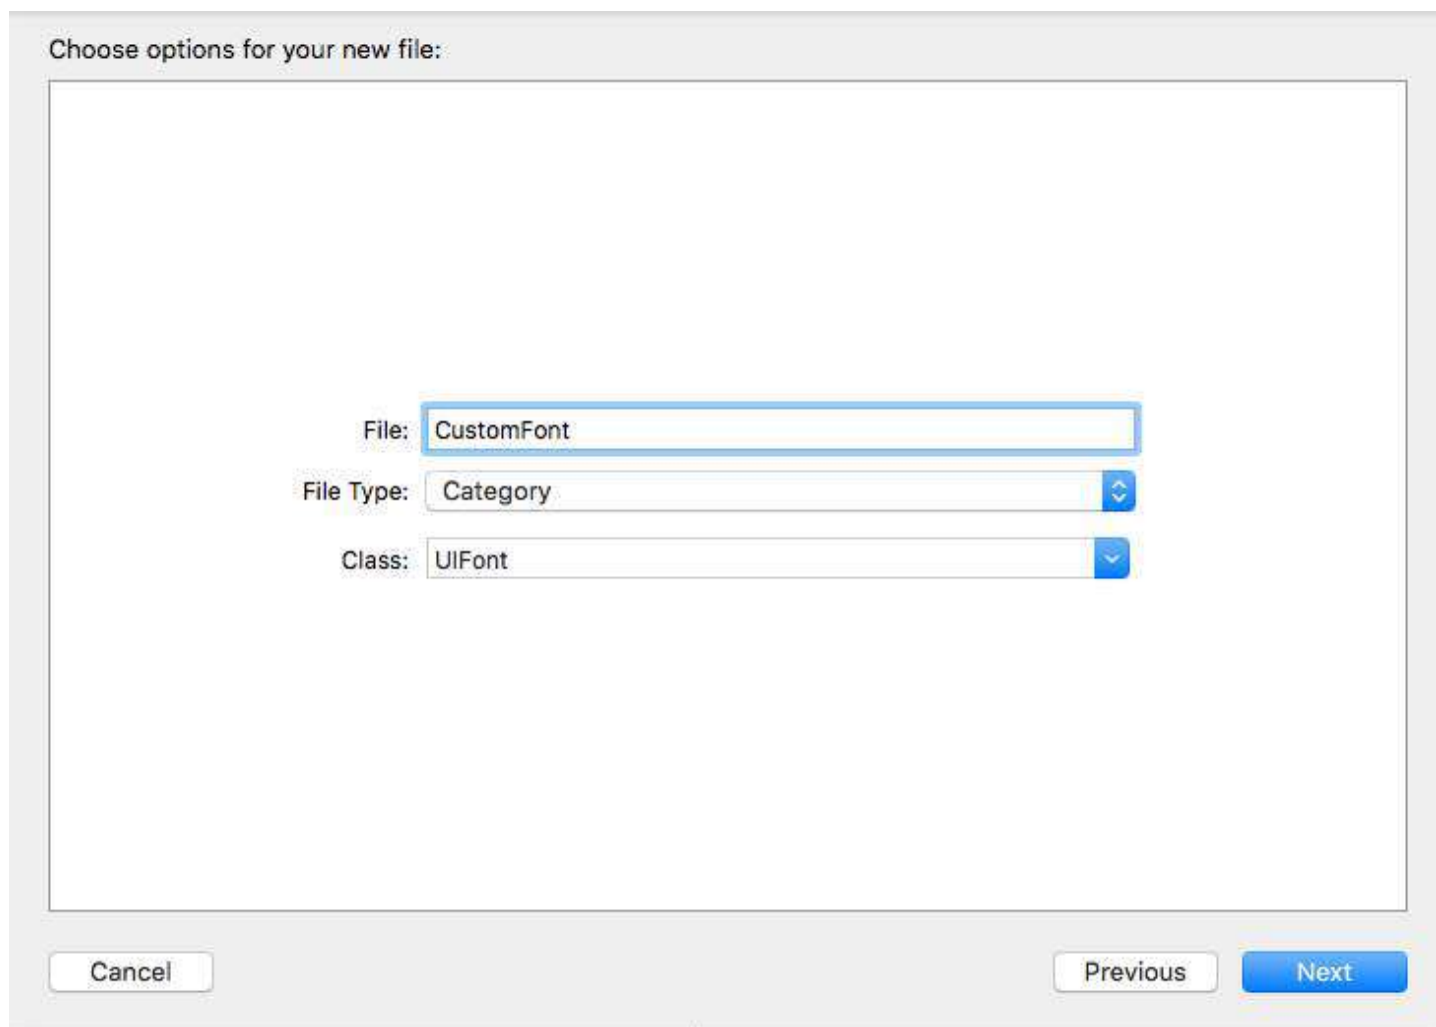 Choose options for your new file:
File: CustomFont
File Type: Category
Class: UIFont
Cancel Previous Next